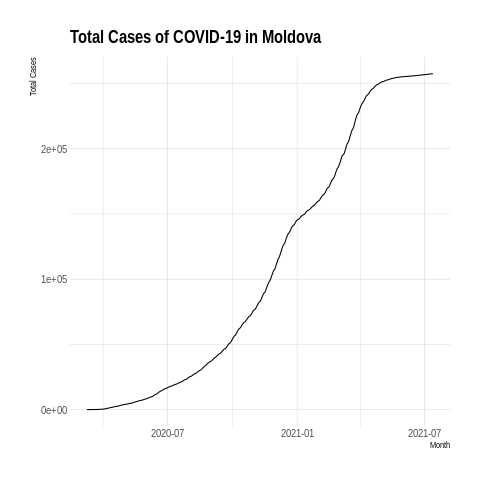 Total Cases of COVID-19 in Moldova
Total Cases
2e+05
1e+05
0e+00
2020-07 2021-01 2021-07
Month